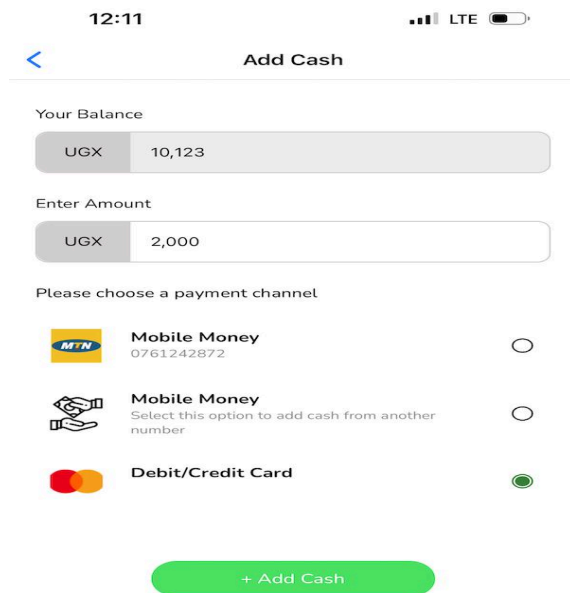 12:11
LTE
Add Cash
Your Balance
UGX 10,123
Enter Amount
UGX 2,000
Please choose a payment channel
MTN
Mobile Money
0761242872
Mobile Money
Select this option to add cash from another
number
Debit/Credit Card
+ Add Cash